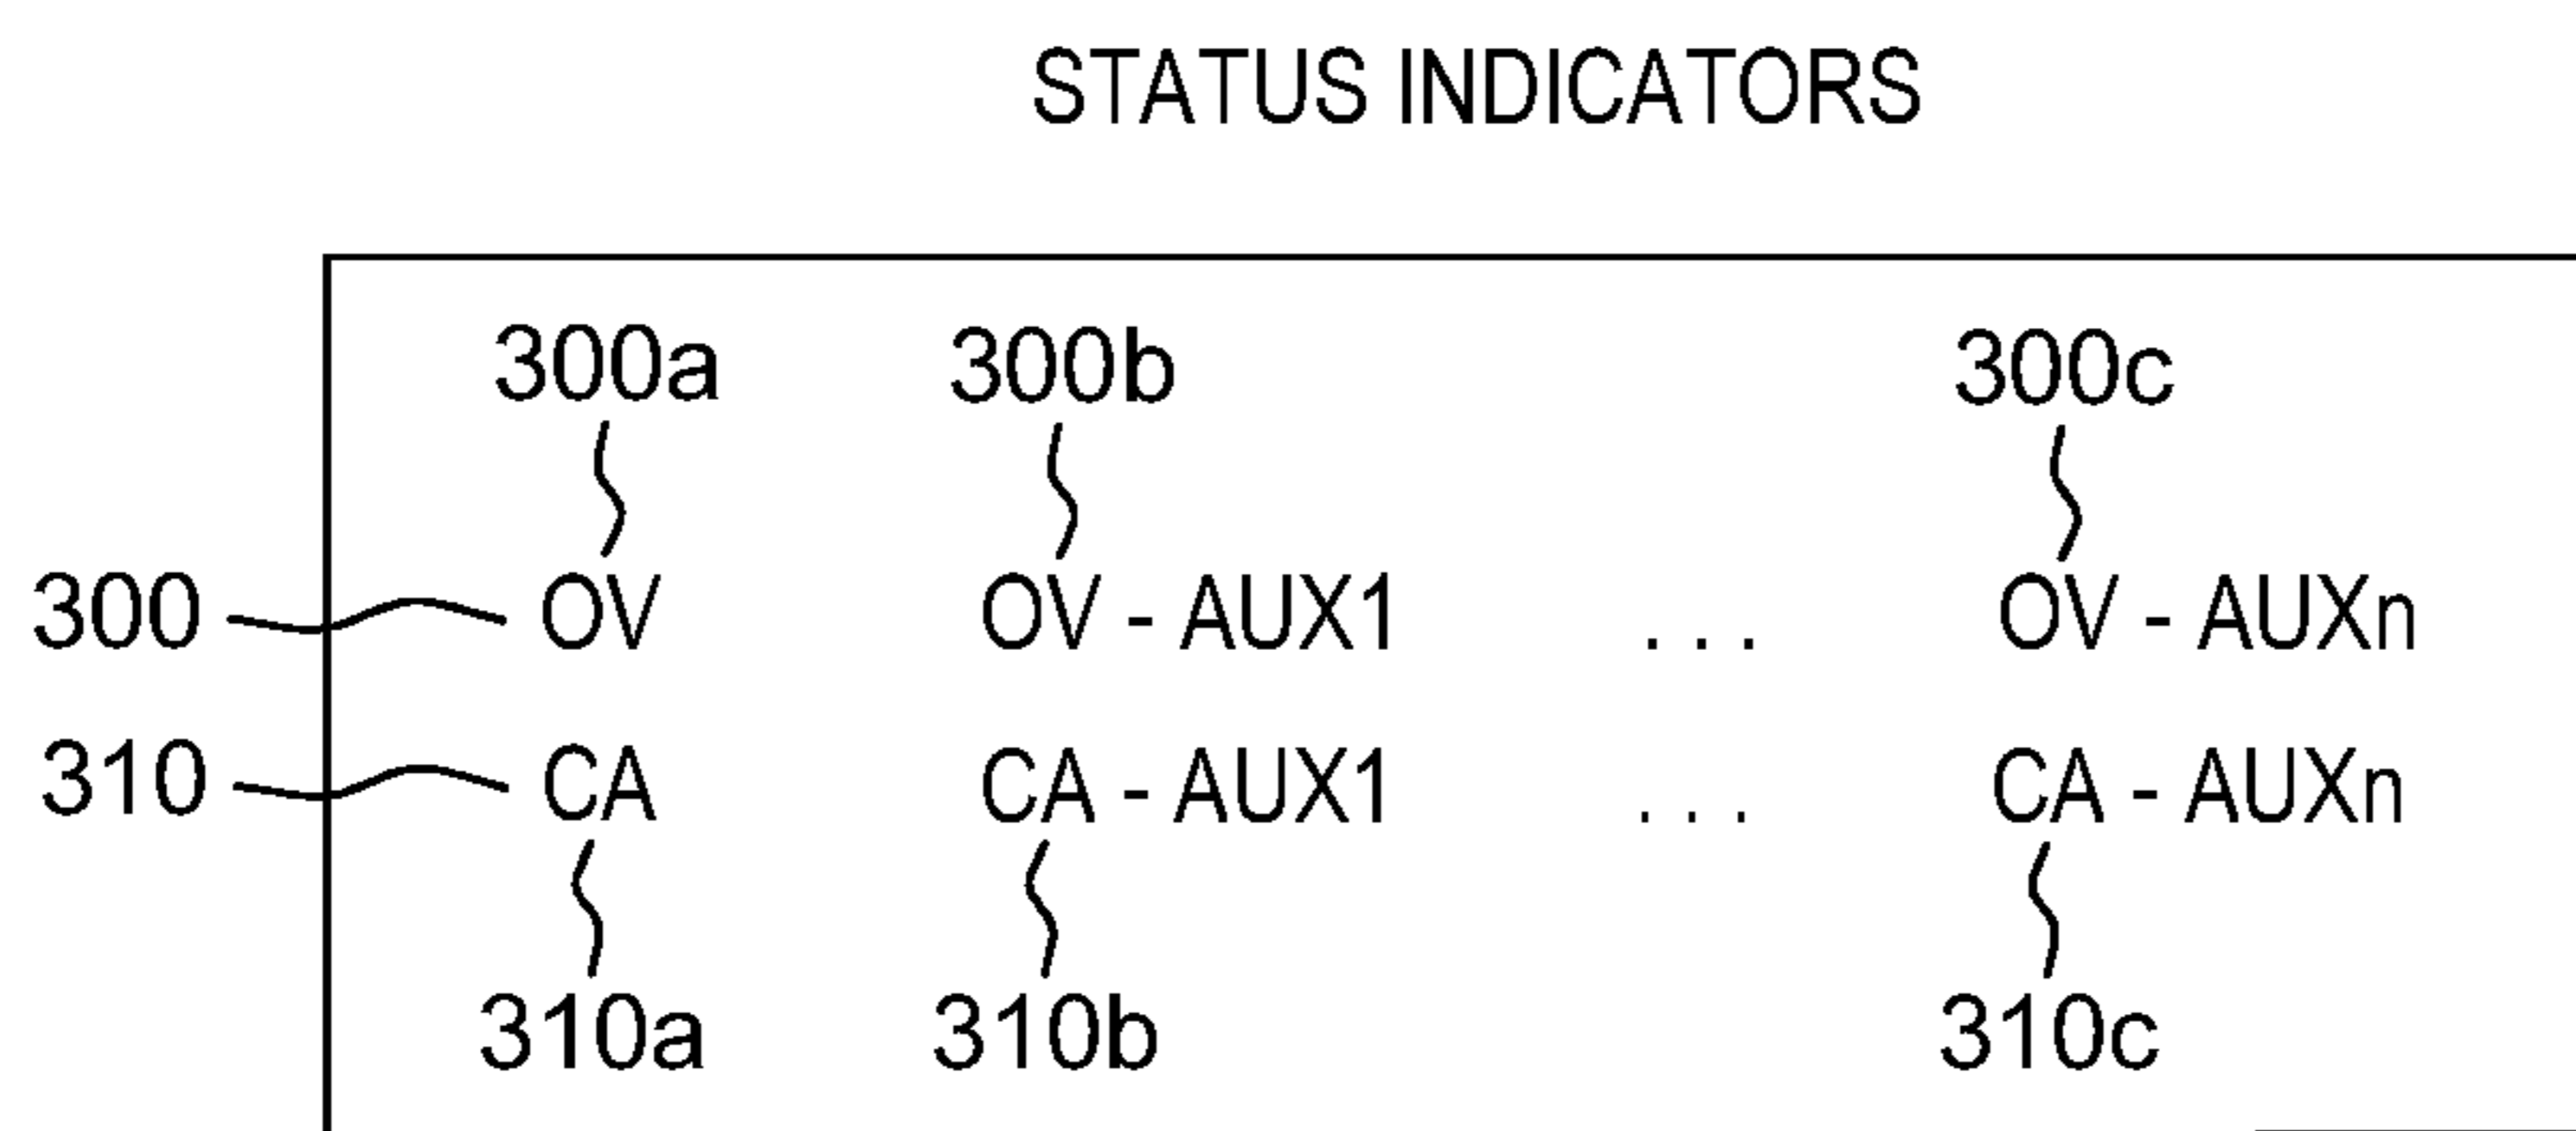 STATUS INDICATORS
300a 300b 300c
300 OV OV - AUX1 . . . OV - AUXn
310 CA CA - AUX1 . . . CA - AUXn
310a 310b 310c